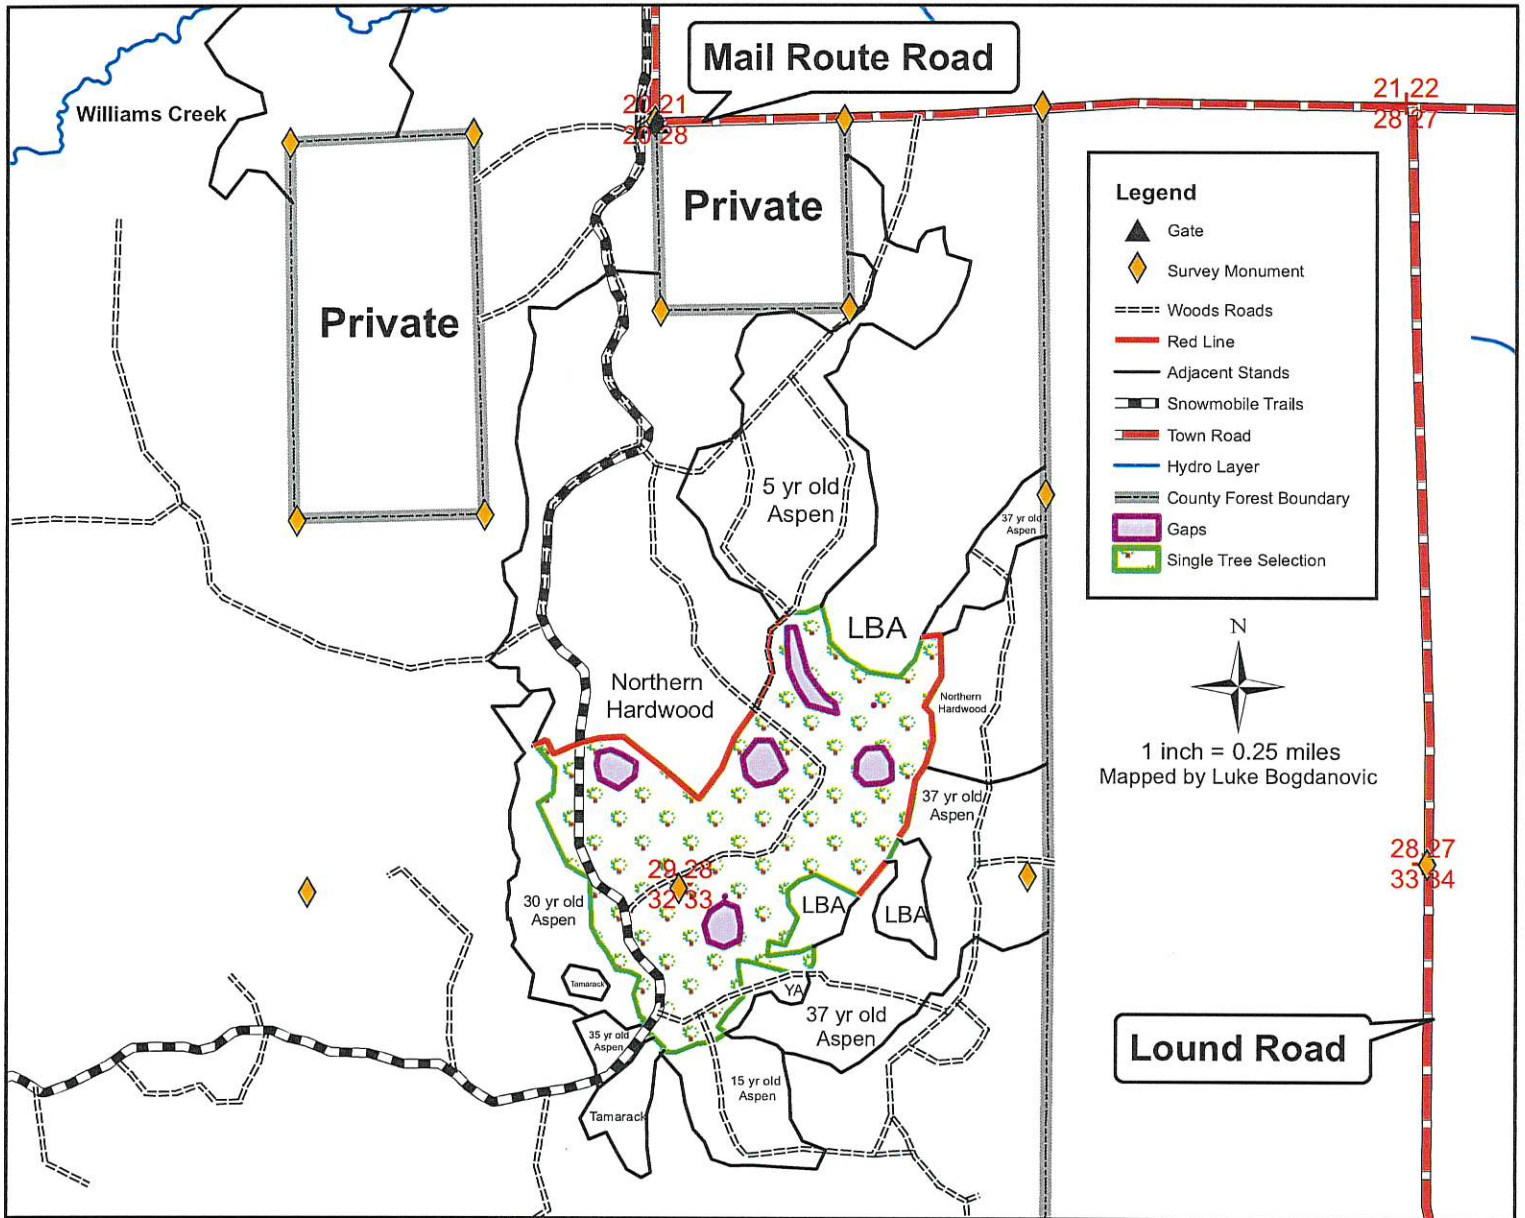 Mail Route Road
Williams Creek
20 21
28
21 22
28 27
Private
Private
Legend
Gate
Survey Monument
Woods Roads
Red Line
Adjacent Stands
Snowmobile Trails
Town Road
Hydro Layer
County Forest Boundary
Gaps
Single Tree Selection
5 yr old
Aspen
37 yr old
Aspen
LBA
N
Northern
Hardwood
Northern
Hardwood
1 inch = 0.25 miles
Mapped by Luke Bogdanovic
37 yr old
Aspen
28 27
33 34
29 28
32 33
30 yr old
Aspen
LBA
LBA
Tamarack
YA
37 yr old
Aspen
35 yr old
Aspen
Lound Road
15 yr old
Aspen
Tamarack